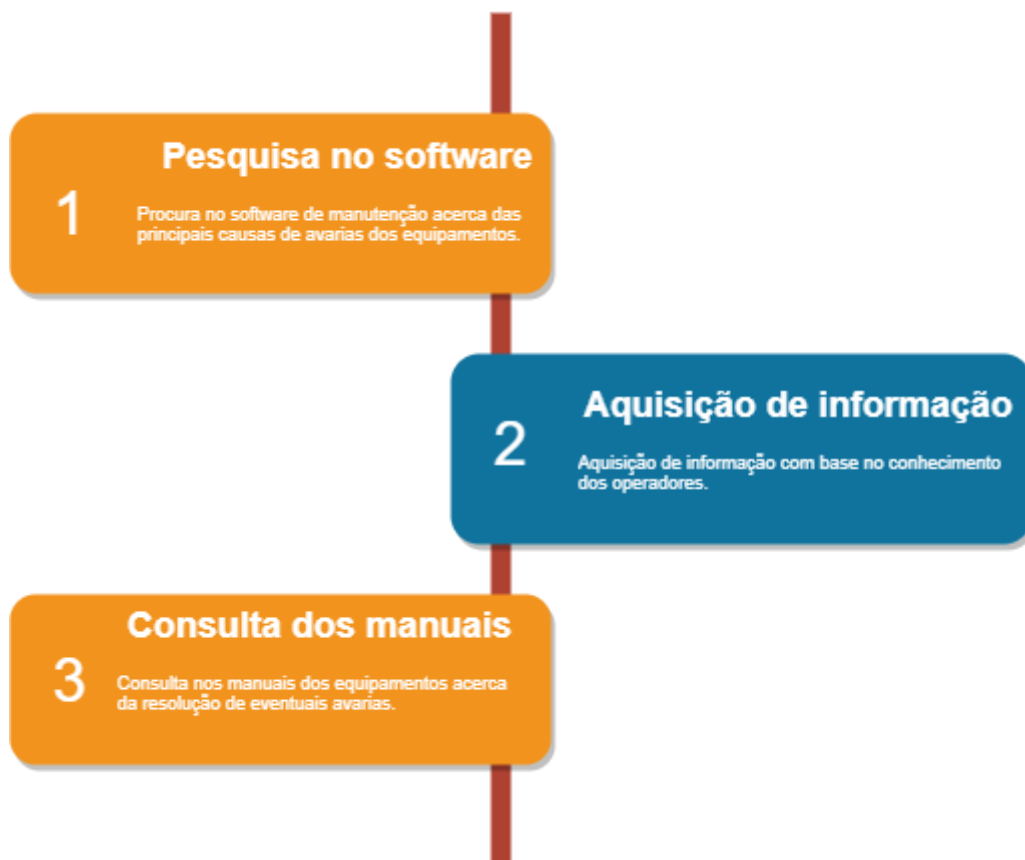 Pesquisa no software
1
Procura no software de manutenção acerca das
principais causas de avarias dos equipamentos.
Aquisição de informação
2
Aquisição de informação com base no conhecimento
dos operadores.
Consulta dos manuais
3
Consulta nos manuais dos equipamentos acerca
da resolução de eventuais avarias.